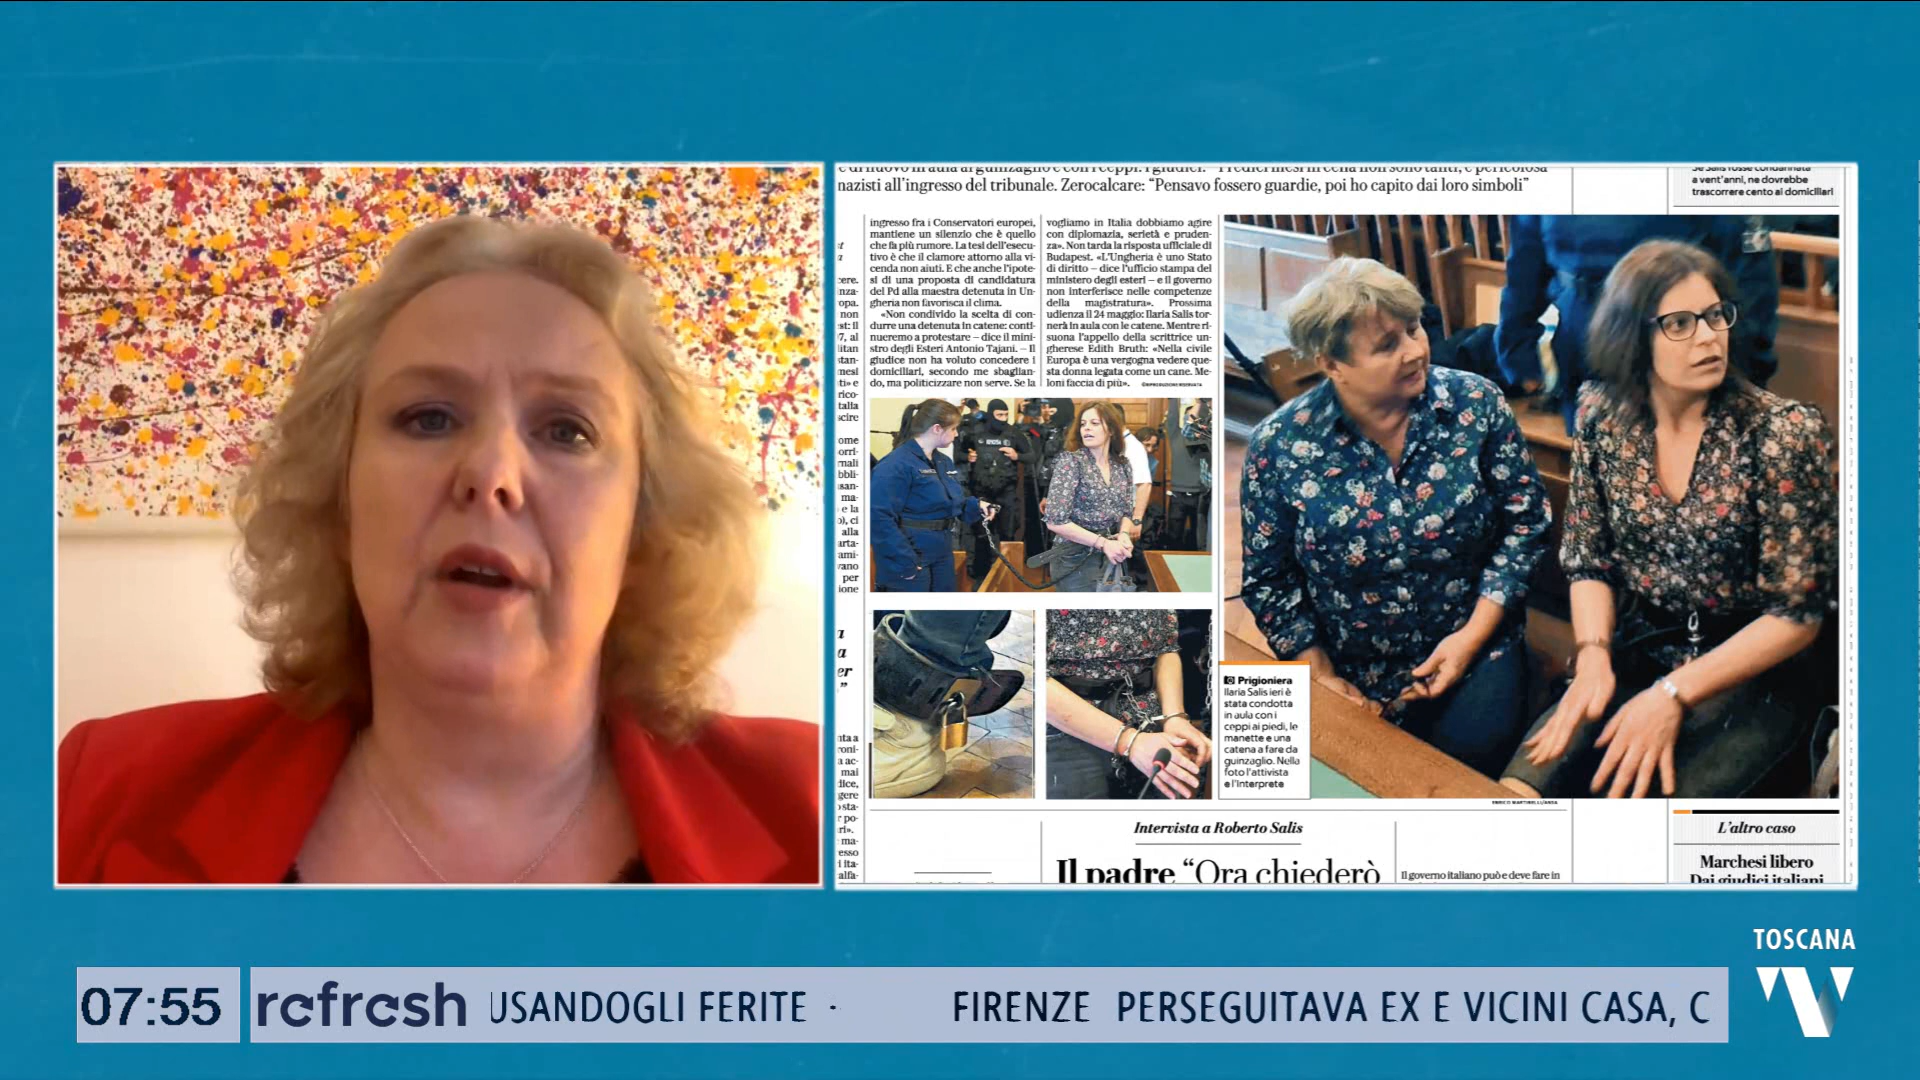 nazisti all'ingresso del tribunale. Zerocalcare: "Pensavo fossero guardie, poi ho capito dai loro simboli"
a vent'anni, ne dovrebbe
trascorrere cento ai domiciliari
ingresso fra i Conservatori europei,
mantiene un silenzio che è quello
che fa più rumore. La tesi dell'esecu-
tivo è che il clamore attorno alla vi-
cenda non aiuti. E che anche l'ipote-
si di una proposta di candidatura
del Pd alla maestra detenuta in Un-
gheria non favorisca il clima.
«Non condivido la scelta di con-
durre una detenuta in catene: conti-
nueremo a protestare – dice il mini-
stro degli Esteri Antonio Tajani. – Il
giudice non ha voluto concedere i
domiciliari, secondo me sbaglian-
do, ma politicizzare non serve. Se la
vogliamo in Italia dobbiamo agire
con diplomazia, serietà e pruden-
za». Non tarda la risposta ufficiale di
Budapest. «L'Ungheria è uno Stato
di diritto – dice l'ufficio stampa del
ministero degli esteri – e il governo
non interferisce nelle competenze
della magistratura». Prossima
udienza il 24 maggio: Ilaria Salis tor-
nerà in aula con le catene. Mentre ri-
suona l'appello della scrittrice un-
gherese Edith Bruth: «Nella civile
Europa è una vergogna vedere que-
sta donna legata come un cane. Me-
loni faccia di più».
Prigioniera
Ilaria Salis ieri è
stata condotta
in aula con i
ceppi ai piedi, le
manette e una
catena a fare da
guinzaglio. Nella
foto l'attivista
e l'interprete
Intervista a Roberto Salis
Il padre "Ora chiederò
Il governo italiano può e deve fare in
L'altro caso
Marchesi libero
Dai giudici italiani
TOSCANA
07:55 refresh USANDOGLI FERITE · FIRENZE PERSEGUITAVA EX E VICINI CASA, C